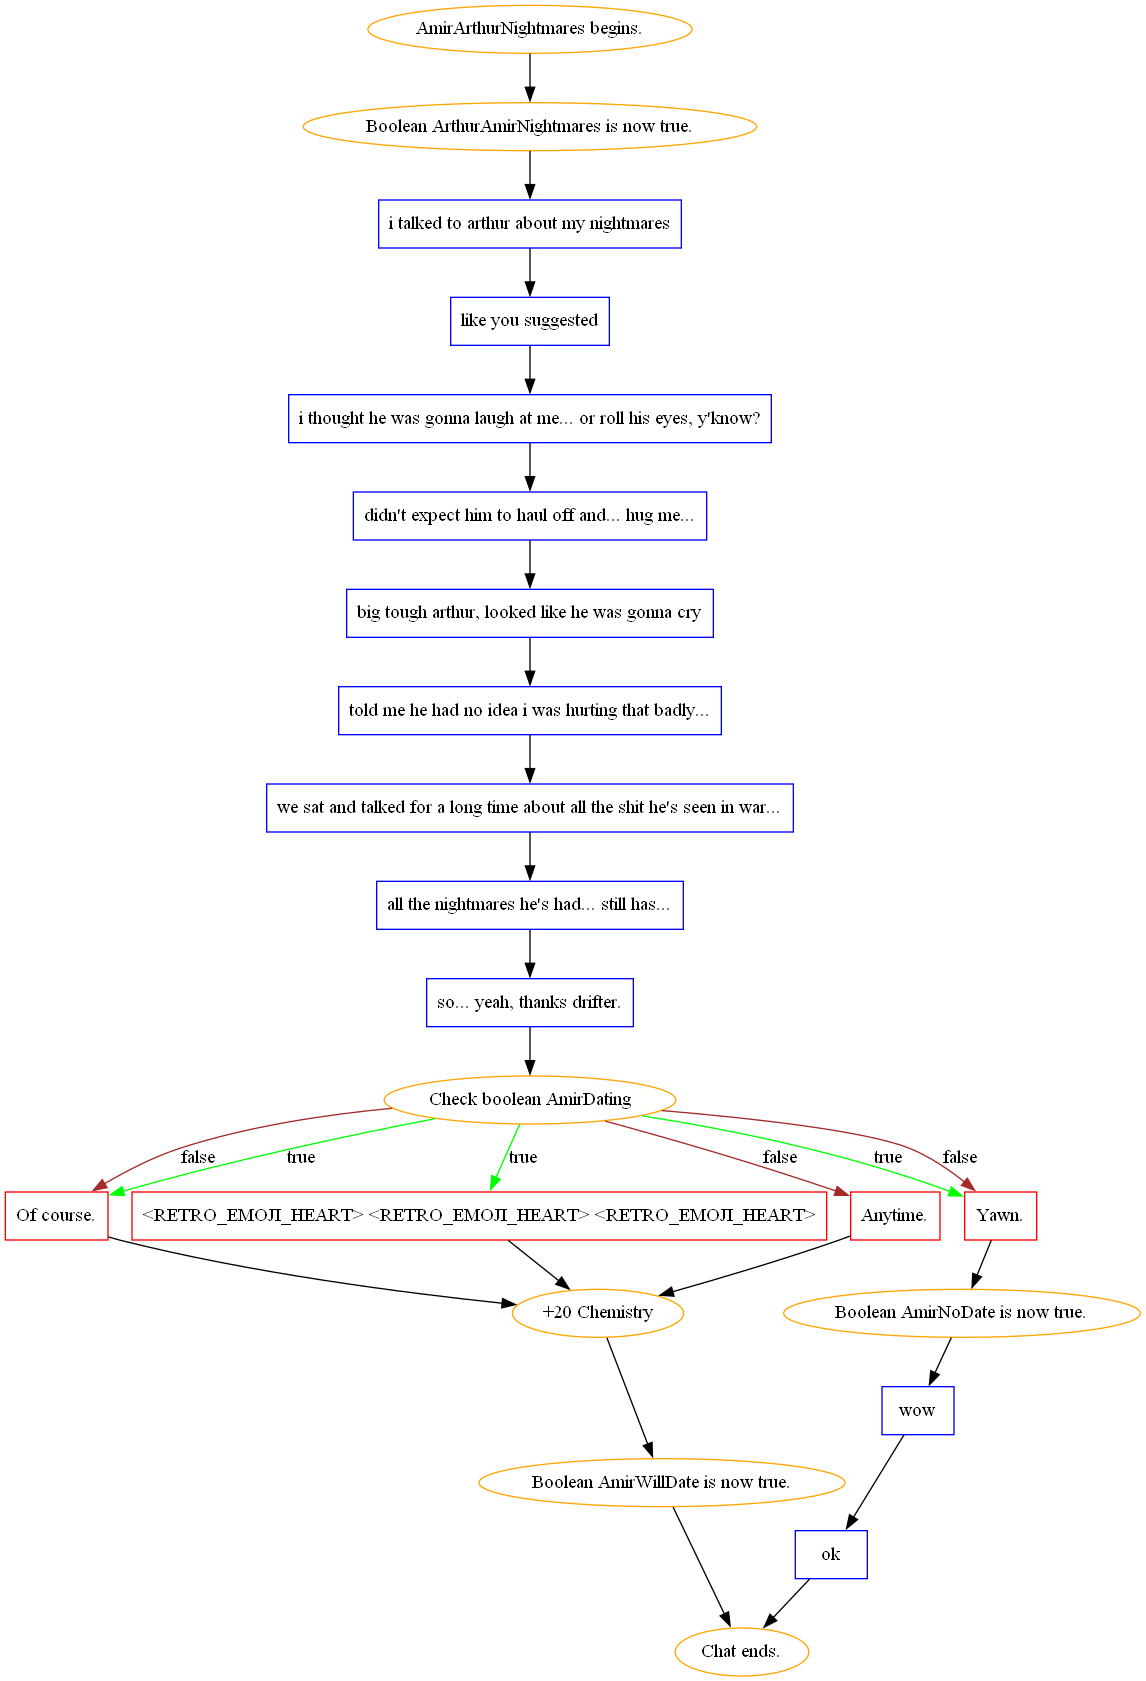 AmirArthurNightmares begins.
Boolean ArthurAmirNightmares is now true.
i talked to arthur about my nightmares
like you suggested
i thought he was gonna laugh at me... or roll his eyes, y'know?
didn't expect him to haul off and... hug me...
big tough arthur, looked like he was gonna cry
told me he had no idea i was hurting that badly...
we sat and talked for a long time about all the shit he's seen in war...
all the nightmares he's had... still has...
so... yeah, thanks drifter.
Check boolean AmirDating
false
true
true
false
true
false
Of course.
<RETRO_EMOJI_HEART> <RETRO_EMOJI_HEART> <RETRO_EMOJI_HEART>
Anytime.
Yawn.
+20 Chemistry
Boolean AmirNoDate is now true.
wow
Boolean AmirWillDate is now true.
ok
Chat ends.